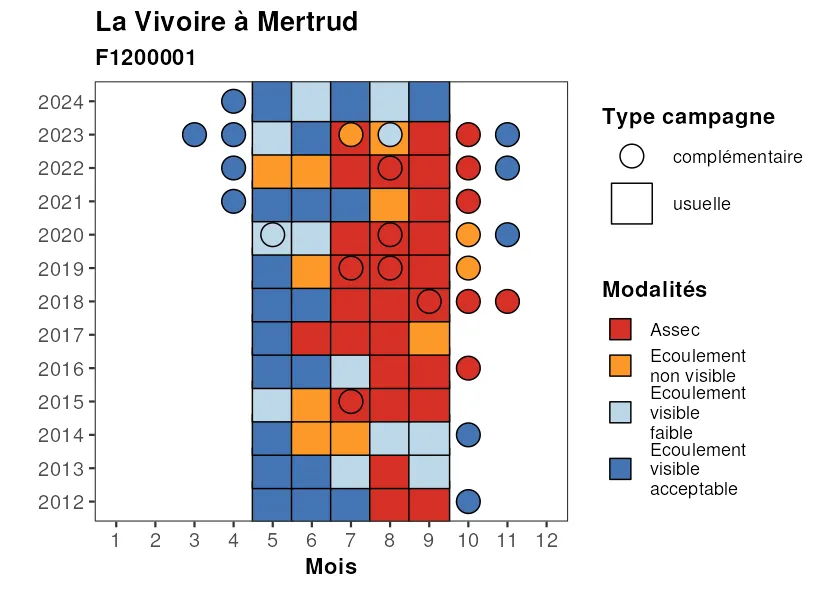 La Vivoire à Mertrud
F1200001
2024
2023
2022
2021
2020
2019
2018
2017
2016
2015
2014
2013
2012
1 2 3 4 5 6 7 8 9 10 11 12
Mois
Type campagne
complémentaire
usuelle
Modalités
Assec
Ecoulement
non visible
Ecoulement
visible
faible
Ecoulement
visible
acceptable